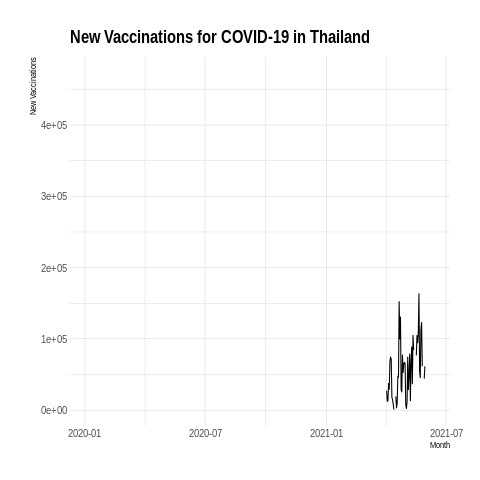 New Vaccinations for COVID-19 in Thailand
New Vaccinations
4e+05
3e+05
2e+05
1e+05
0e+00
2020-01 2020-07 2021-01 2021-07
Month